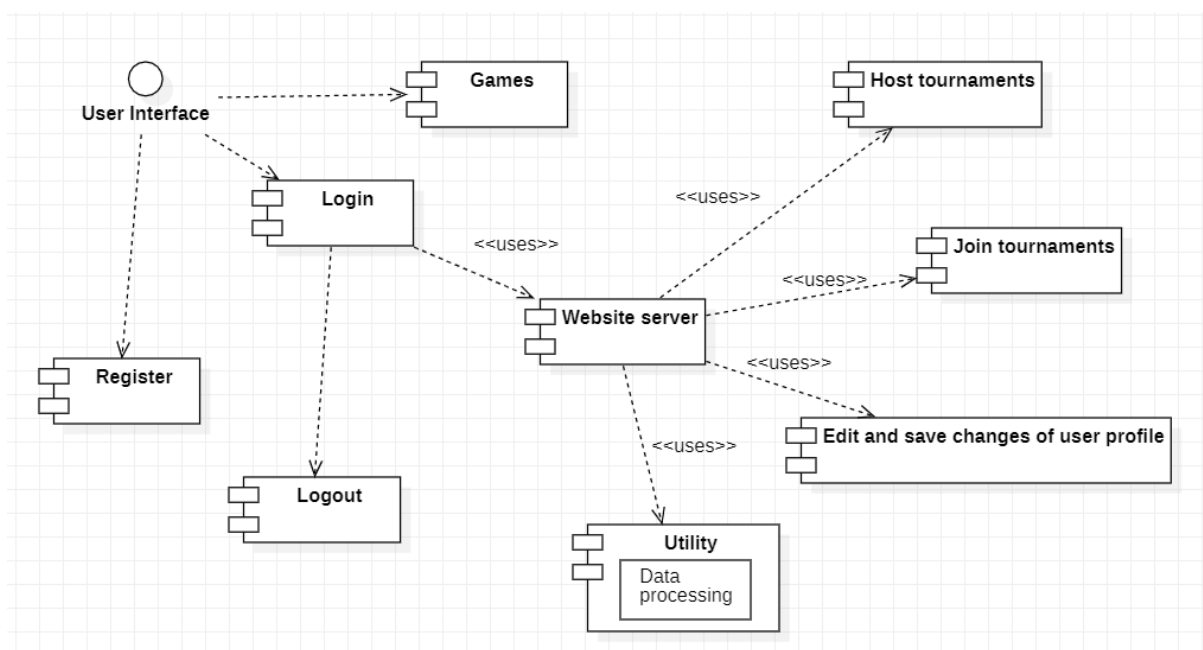 Games
Host tournaments
User Interface
Login
<<uses>>
<<uses>>
Join tournaments
<<uses>>
Website server
<<uses>>
Register
Edit and save changes of user profile
<<uses>>
Logout
Utility
Data
processing